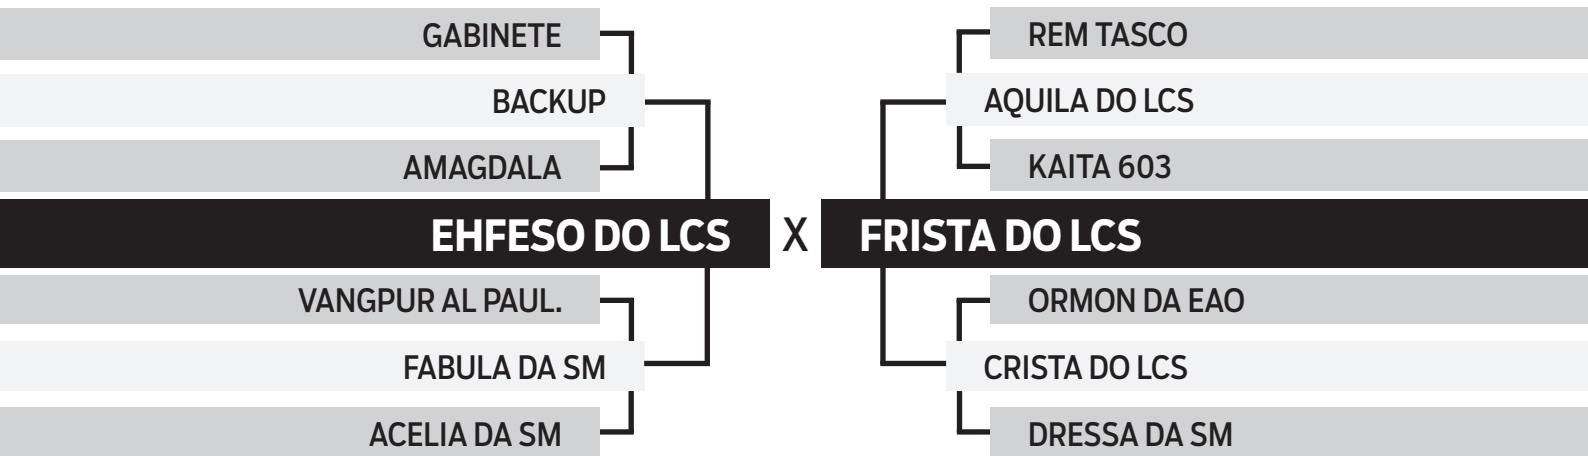 GABINETE
BACKUP
AMAGDALA
EHFESO DO LCS
VANGPUR AL PAUL.
FABULA DA SM
ACELIA DA SM
X
REM TASCO
AQUILA DO LCS
KAITA 603
FRISTA DO LCS
ORMON DA EAO
CRISTA DO LCS
DRESSA DA SM